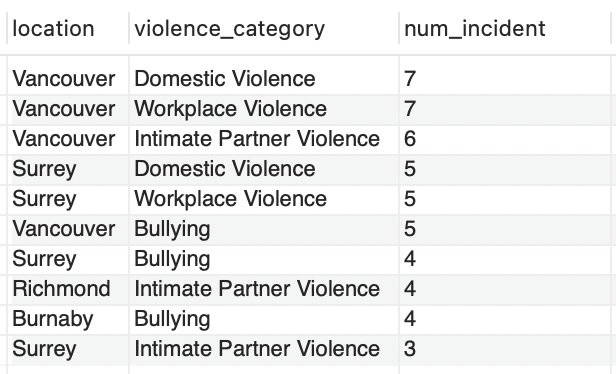 location violence_category num_incident
Vancouver Domestic Violence 7
Vancouver Workplace Violence 7
Vancouver Intimate Partner Violence 6
Surrey Domestic Violence 5
Surrey Workplace Violence 5
Vancouver Bullying 5
Surrey Bullying 4
Richmond Intimate Partner Violence 4
Burnaby Bullying 4
Surrey Intimate Partner Violence 3